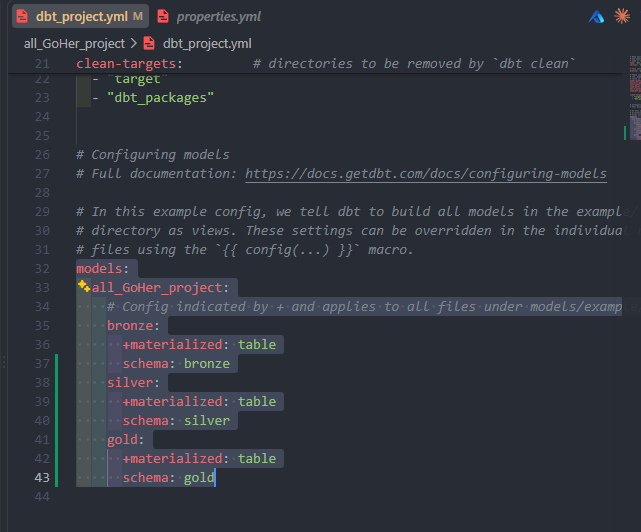 dbt_project.yml M
properties.yml
all_GoHer_project > dbt_project.yml
21 clean-targets: # directories to be removed by `dbt clean`
22 - "target"
23 - "dbt_packages"
24
25
26 # Configuring models
27 # Full documentation: https://docs.getdbt.com/docs/configuring-models
28
29 # In this example config, we tell dbt to build all models in the example
30 # directory as views. These settings can be overridden in the individual
31 # files using the `{{ config(...) }}` macro.
32 models:
33 all_GoHer_project:
34 # Config indicated by + and applies to all files under models/examp
35 bronze:
36 +materialized: table
37 schema: bronze
38 silver:
39 +materialized: table
40 schema: silver
41 gold:
42 +materialized: table
43 schema: gold
44